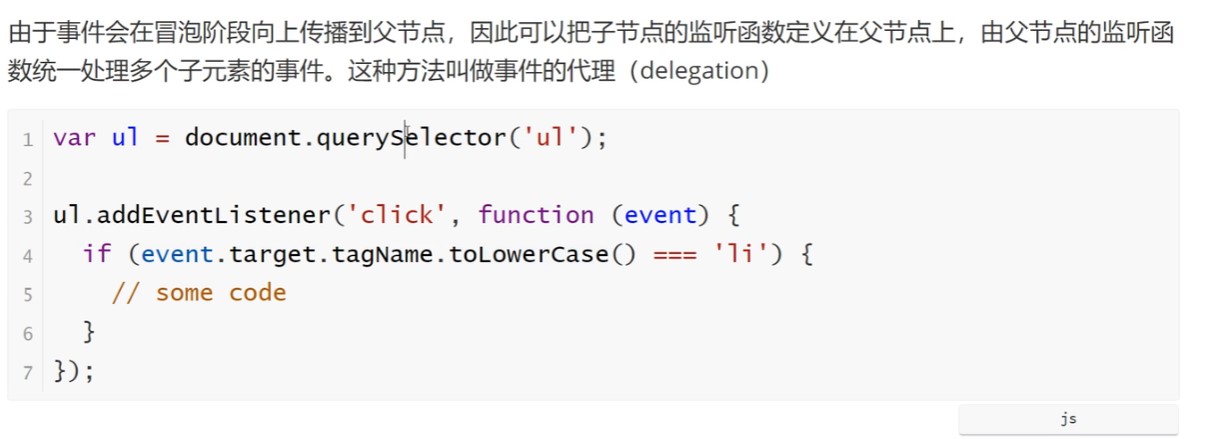 由于事件会在冒泡阶段向上传播到父节点，因此可以把子节点的监听函数定义在父节点上，由父节点的监听函
数统一处理多个子元素的事件。这种方法叫做事件的代理（delegation）
1 var ul = document.querySelector('ul');
2
3 ul.addEventListener('click', function (event) {
4   if (event.target.tagName.toLowerCase() === 'li') {
5     // some code
6   }
7 });
js